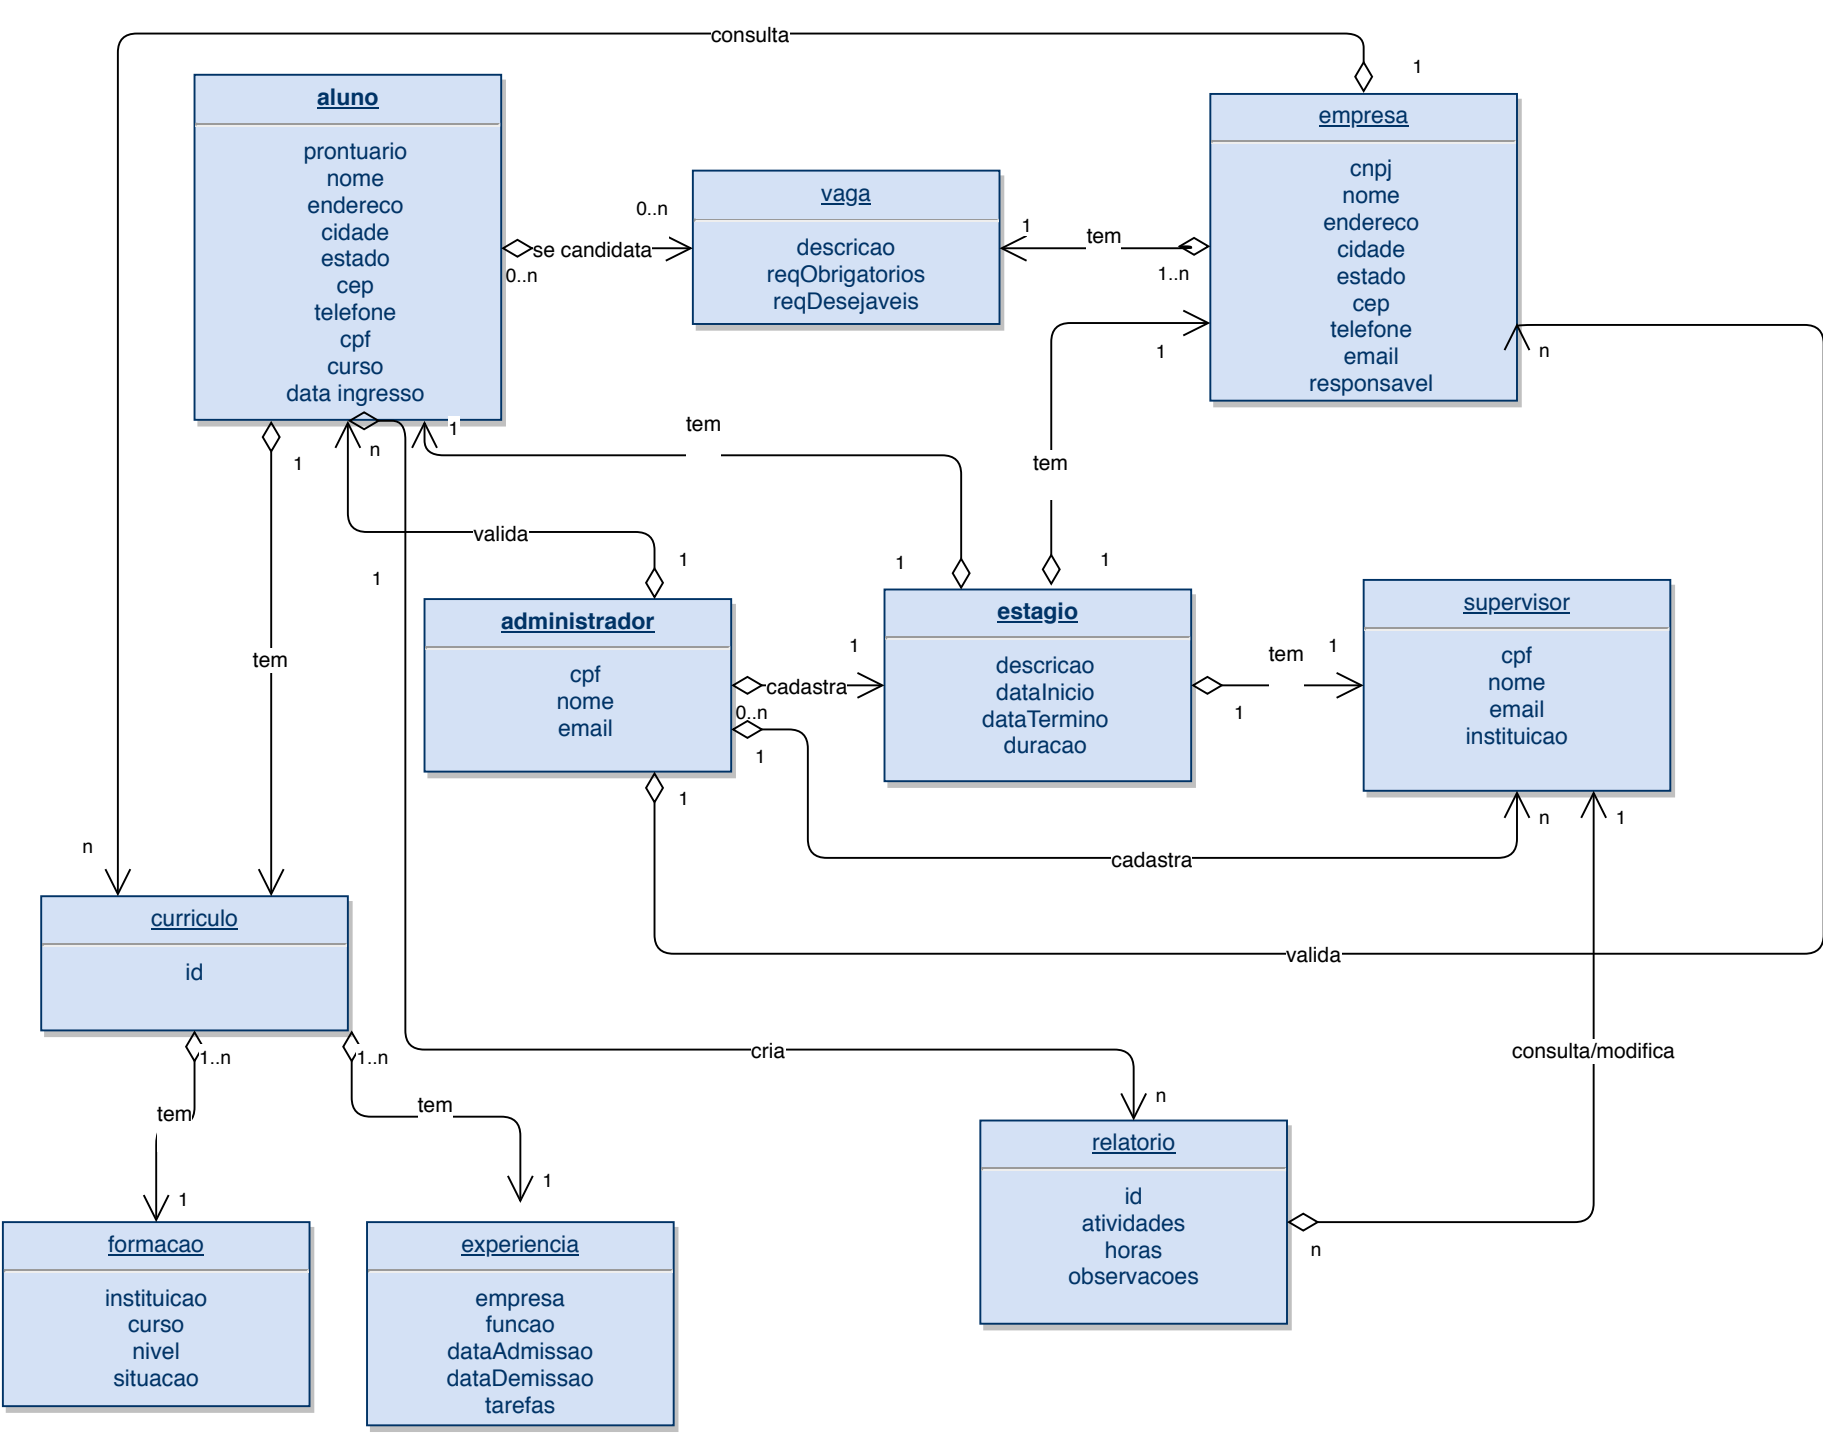 consulta
1
aluno
prontuario
nome
endereco
cidade
estado
cep
telefone
cpf
curso
data ingresso
empresa
cnpj
nome
endereco
cidade
estado
cep
telefone
email
responsavel
vaga
descricao
reqObrigatorios
reqDesejaveis
0..n
se candidata
0..n
1
tem
1..n
1
n
1
n
1
tem
tem
valida
1
1
1
1
1
tem
administrador
cpf
nome
email
estagio
descricao
dataInicio
dataTermino
duracao
supervisor
cpf
nome
email
instituicao
1
cadastra
0..n
1
tem
1
1
1
n
1
cadastra
n
curriculo
id
valida
1..n
1..n
cria
consulta/modifica
tem
tem
n
1
1
formacao
instituicao
curso
nivel
situacao
experiencia
empresa
funcao
dataAdmissao
dataDemissao
tarefas
relatorio
id
atividades
horas
observacoes
n